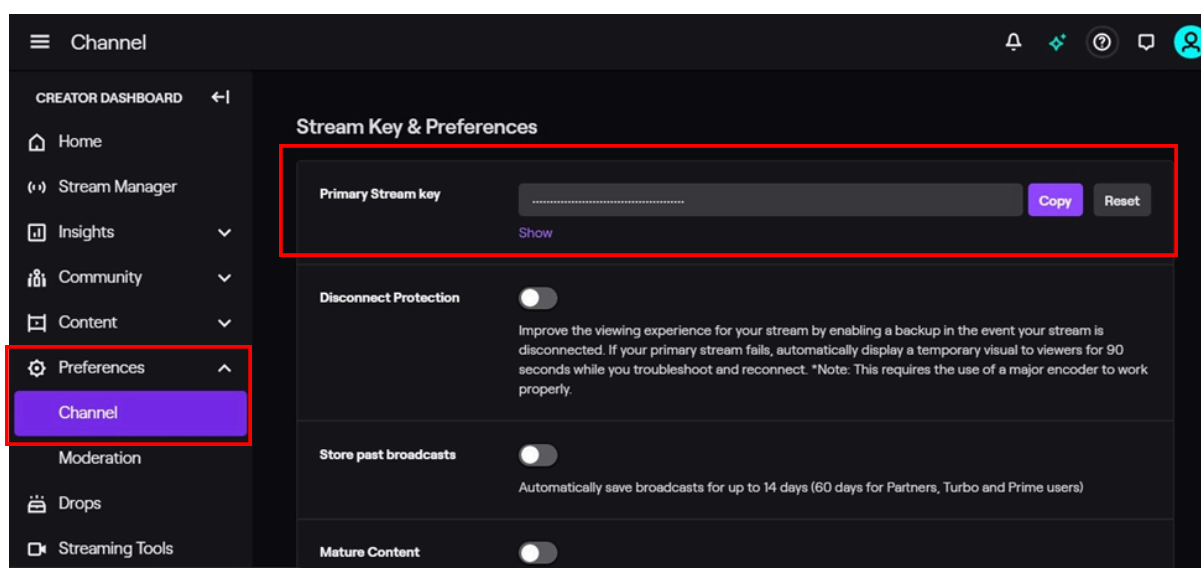 Channel
CREATOR DASHBOARD
Home
Stream Manager
Insights
Community
Content
Preferences
Channel
Moderation
Drops
Streaming Tools
Stream Key & Preferences
Primary Stream key
Copy
Reset
Show
Disconnect Protection
Improve the viewing experience for your stream by enabling a backup in the event your stream is
disconnected. If your primary stream fails, automatically display a temporary visual to viewers for 90
seconds while you troubleshoot and reconnect. *Note: This requires the use of a major encoder to work
properly.
Store past broadcasts
Automatically save broadcasts for up to 14 days (60 days for Partners, Turbo and Prime users)
Mature Content